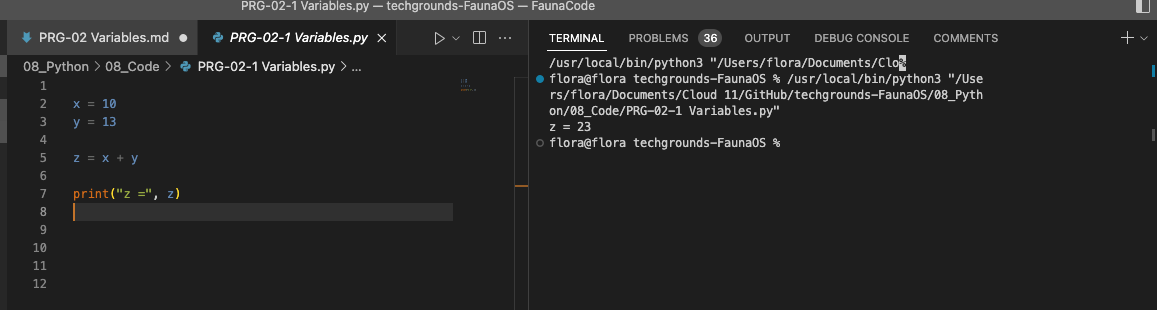 PRG-02-1 Variables.py — techgrounds-FaunaOS — FaunaCode
PRG-02 Variables.md
PRG-02-1 Variables.py
08_Python > 08_Code > PRG-02-1 Variables.py > ...
1
2 x = 10
3 y = 13
4
5 z = x + y
6
7 print("z =", z)
8
9
10
11
12
TERMINAL PROBLEMS 36 OUTPUT DEBUG CONSOLE COMMENTS
/usr/local/bin/python3 "/Users/flora/Documents/Clo%
flora@flora techgrounds-FaunaOS % /usr/local/bin/python3 "/Use
rs/flora/Documents/Cloud 11/GitHub/techgrounds-FaunaOS/08_Pyth
on/08_Code/PRG-02-1 Variables.py"
z = 23
flora@flora techgrounds-FaunaOS %